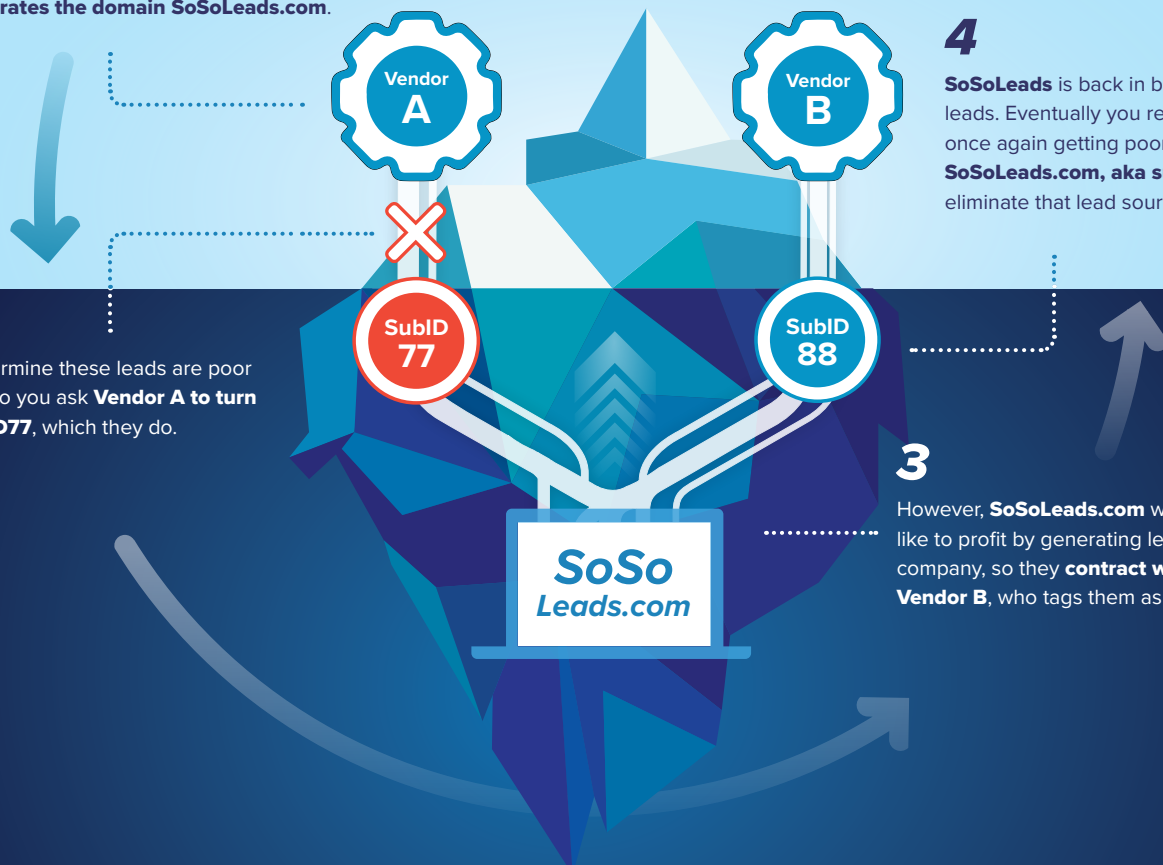 rates the domain SoSoLeads.com.
Vendor
A
SubID
77
rmine these leads are poor
o you ask Vendor A to turn
D77, which they do.
SoSo
Leads.com
3
However, SoSoLeads.com w
like to profit by generating le
company, so they contract w
Vendor B, who tags them as
Vendor
B
SubID
88
4
SoSoLeads is back in b
leads. Eventually you re
once again getting poor
SoSoLeads.com, aka s
eliminate that lead sour